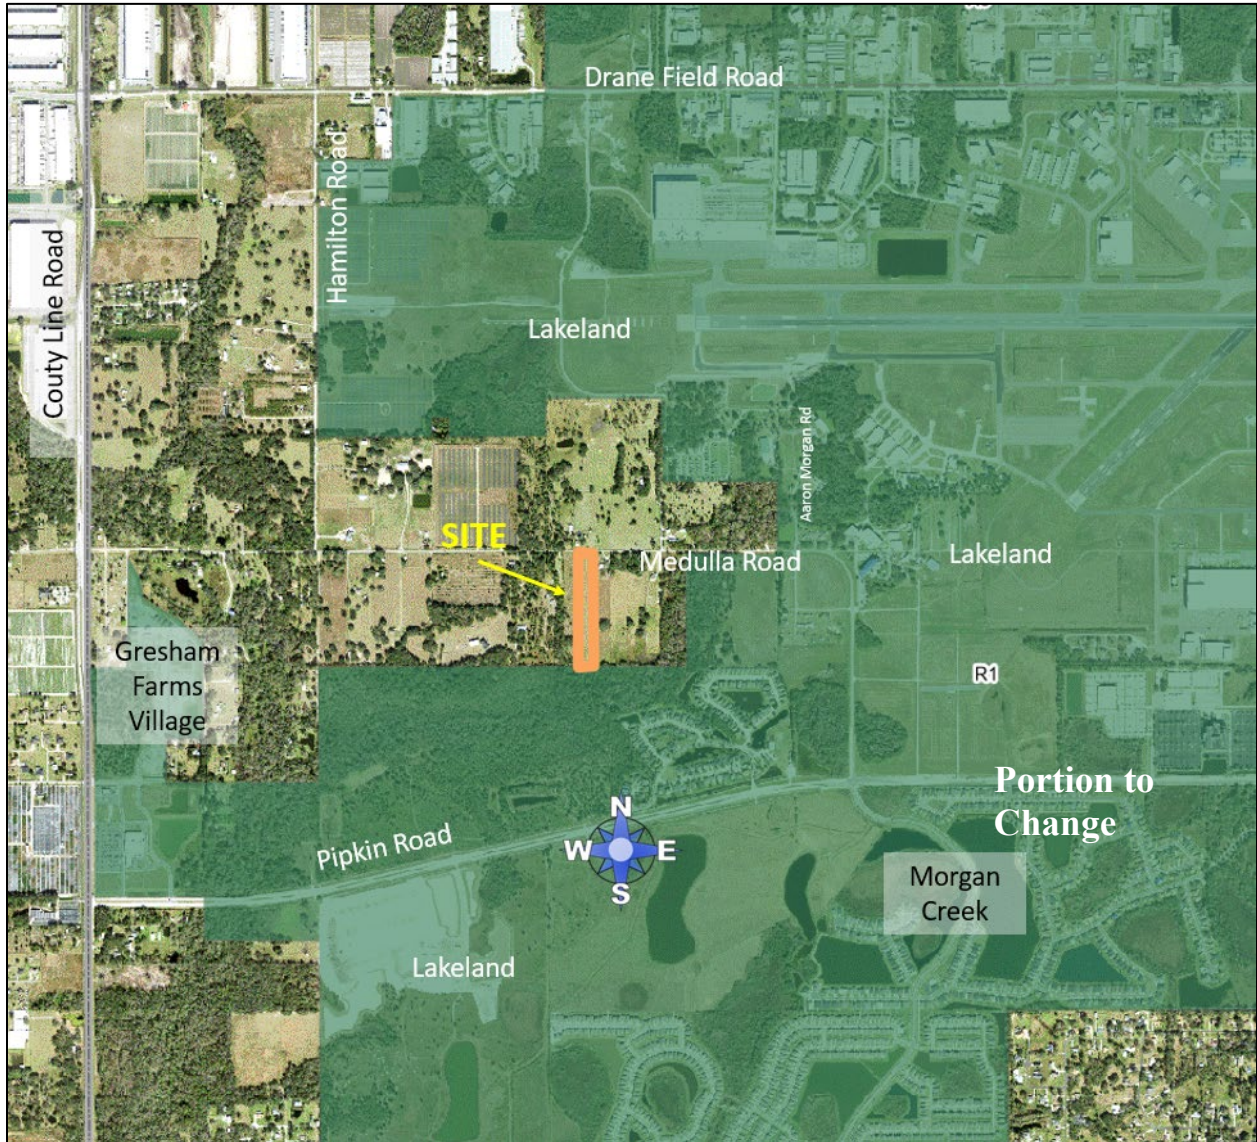 Drane Field Road
Hamilton Road
Couty Line Road
Lakeland
Aaron Morgan Rd
SITE
Medulla Road
Lakeland
Gresham
Farms
Village
R1
Portion to
Change
Pipkin Road
N
W E
S
Morgan
Creek
Lakeland